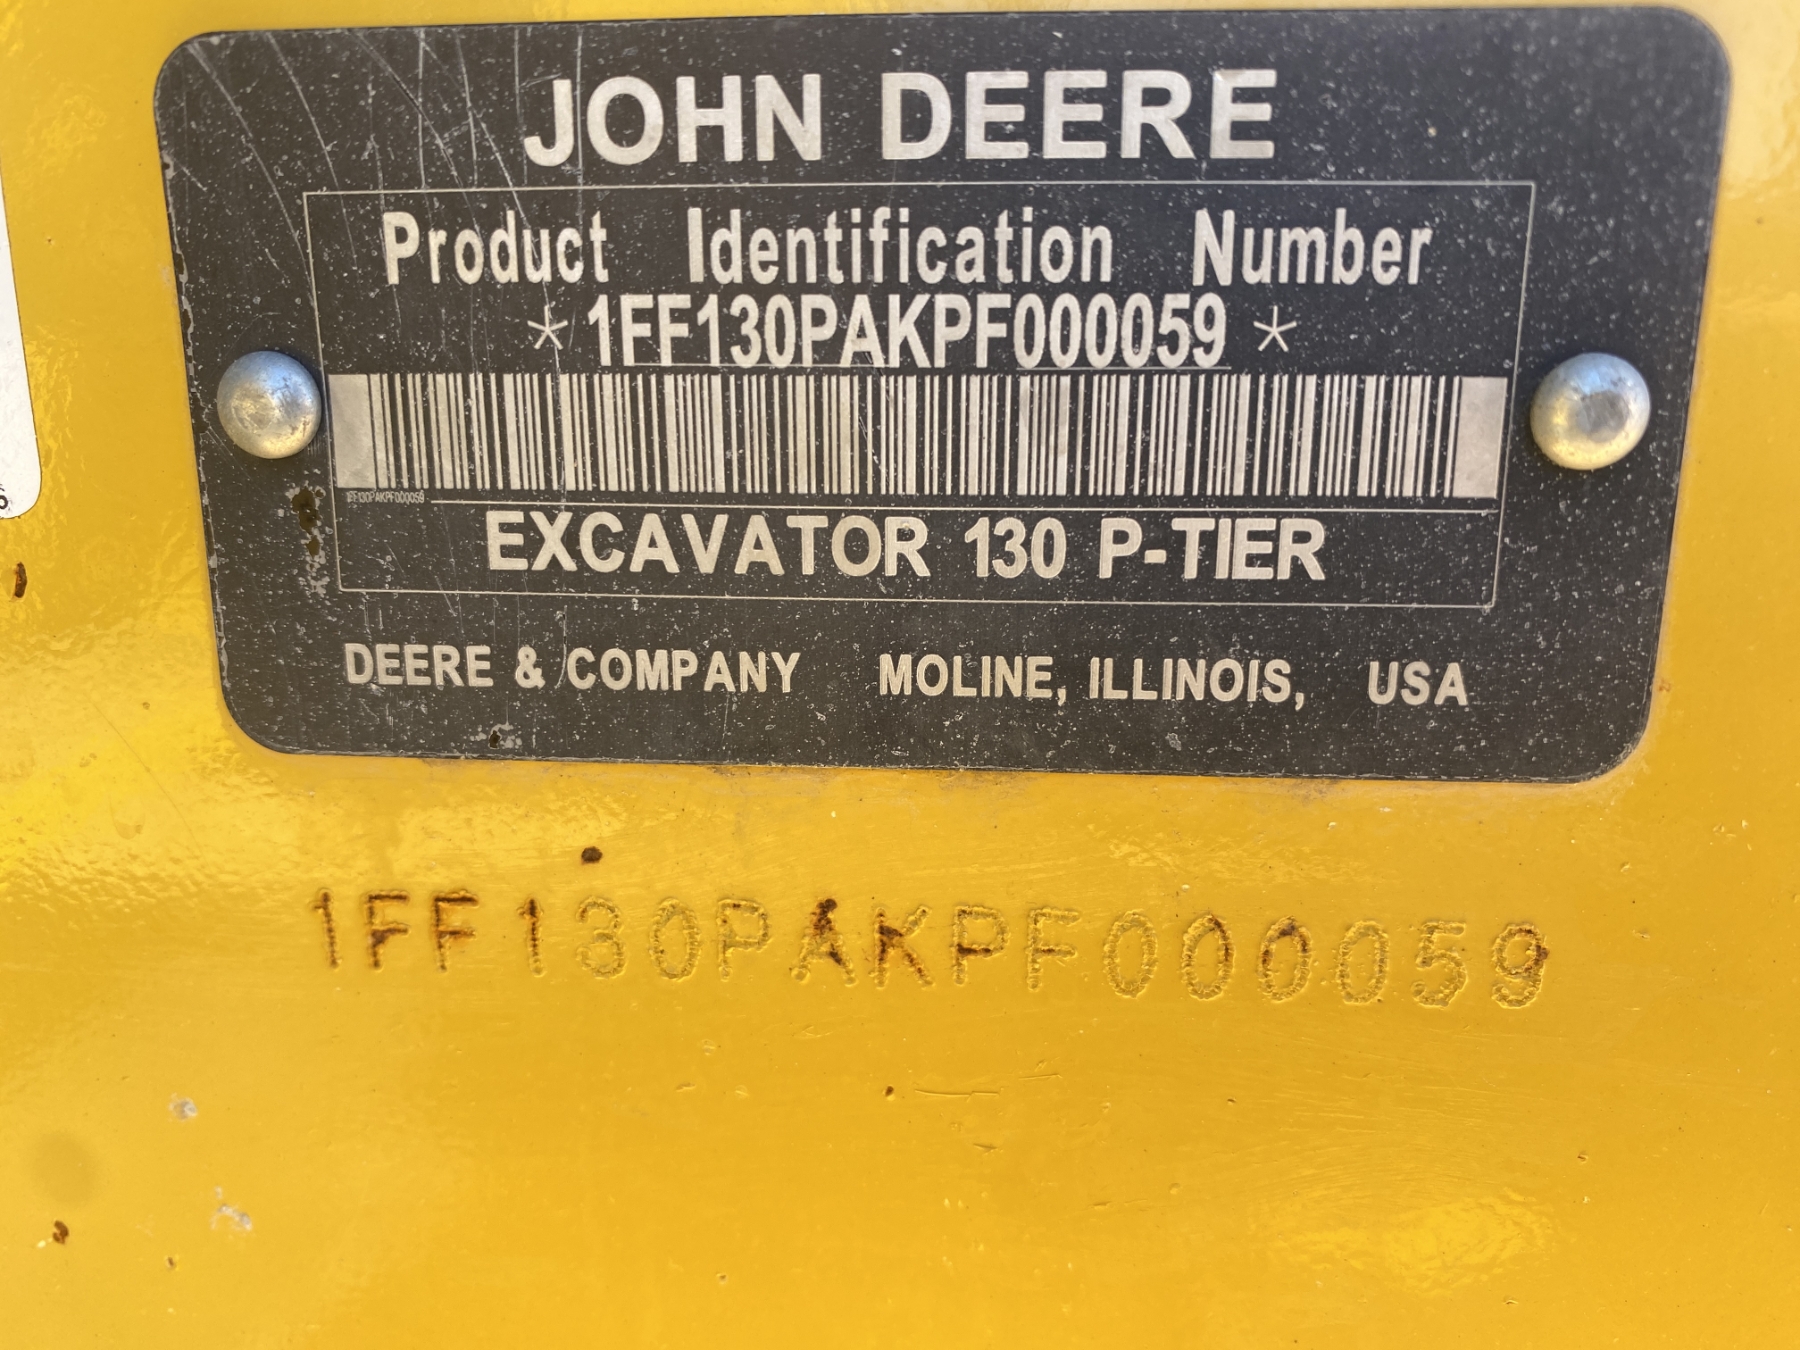 JOHN DEERE
Product Identification Number
*1FF130PAKPF000059*
1FF130PAKPF000059
EXCAVATOR 130 P-TIER
DEERE & COMPANY MOLINE, ILLINOIS, USA
1FF130PAKPF000059